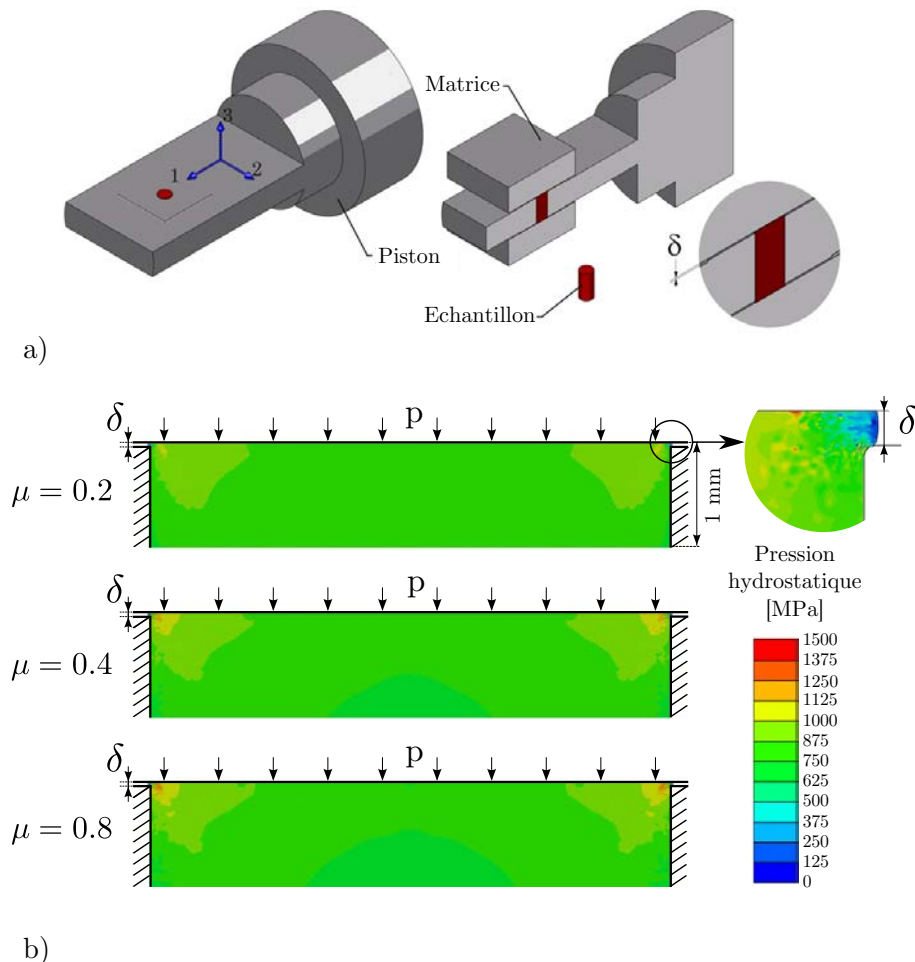 Matrice
3
1
2
Piston
δ
Echantillon
a)
δ
p
μ = 0.2
1 mm
δ
Pression
hydrostatique
[MPa]
δ
p
μ = 0.4
1500
1375
1250
1125
1000
875
750
625
500
375
250
125
0
δ
p
μ = 0.8
b)